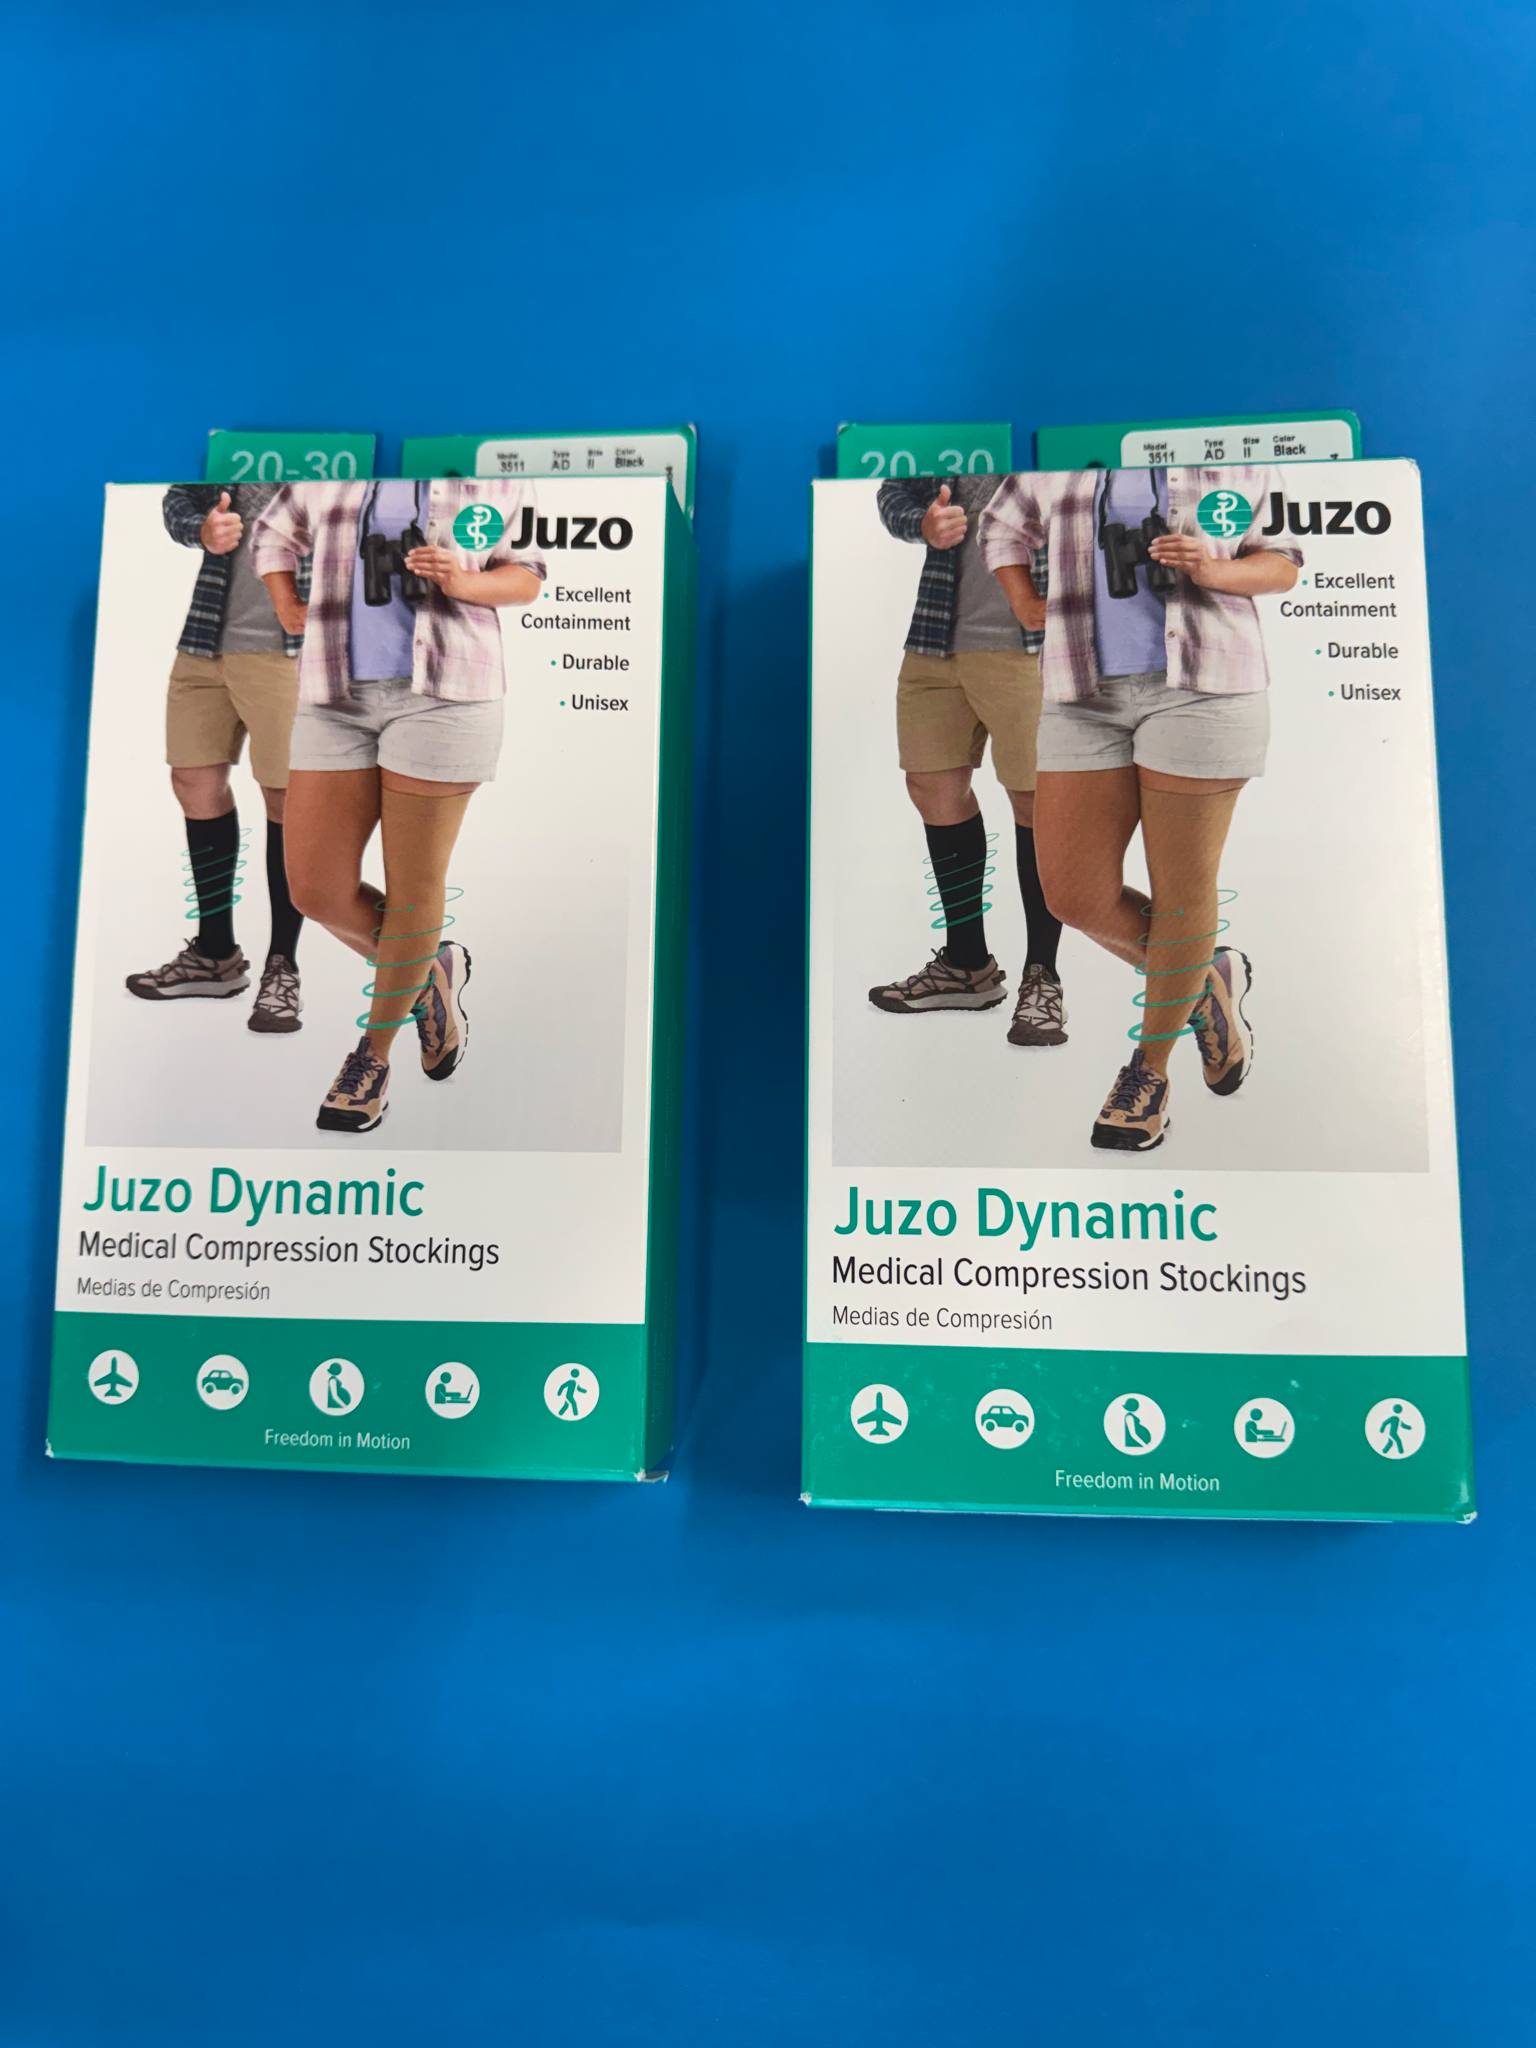 20-30
Model Type Size Color
3511 AD II Black
Juzo
• Excellent
Containment
• Durable
• Unisex
Juzo Dynamic
Medical Compression Stockings
Medias de Compresión
Freedom in Motion
20-30
Model Type Size Color
3511 AD II Black
Juzo
• Excellent
Containment
• Durable
• Unisex
Juzo Dynamic
Medical Compression Stockings
Medias de Compresión
Freedom in Motion